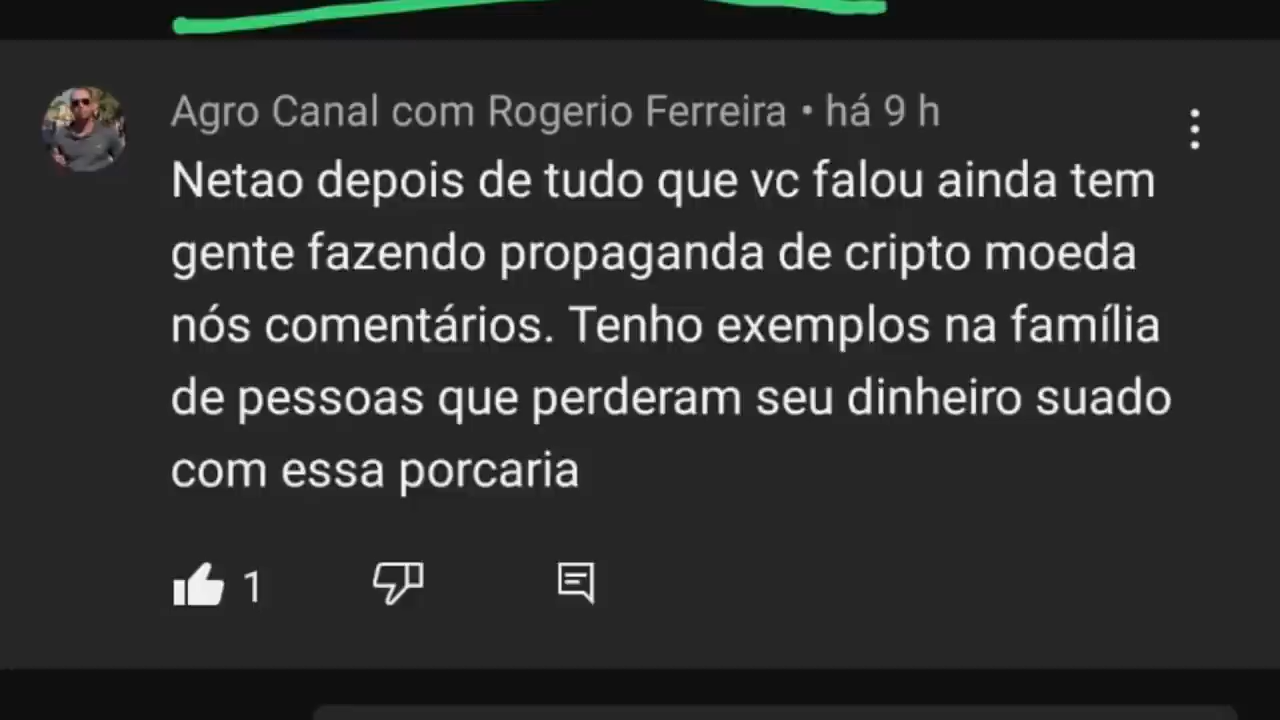 Agro Canal com Rogerio Ferreira • há 9 h
Netao depois de tudo que vc falou ainda tem
gente fazendo propaganda de cripto moeda
nós comentários. Tenho exemplos na família
de pessoas que perderam seu dinheiro suado
com essa porcaria
1